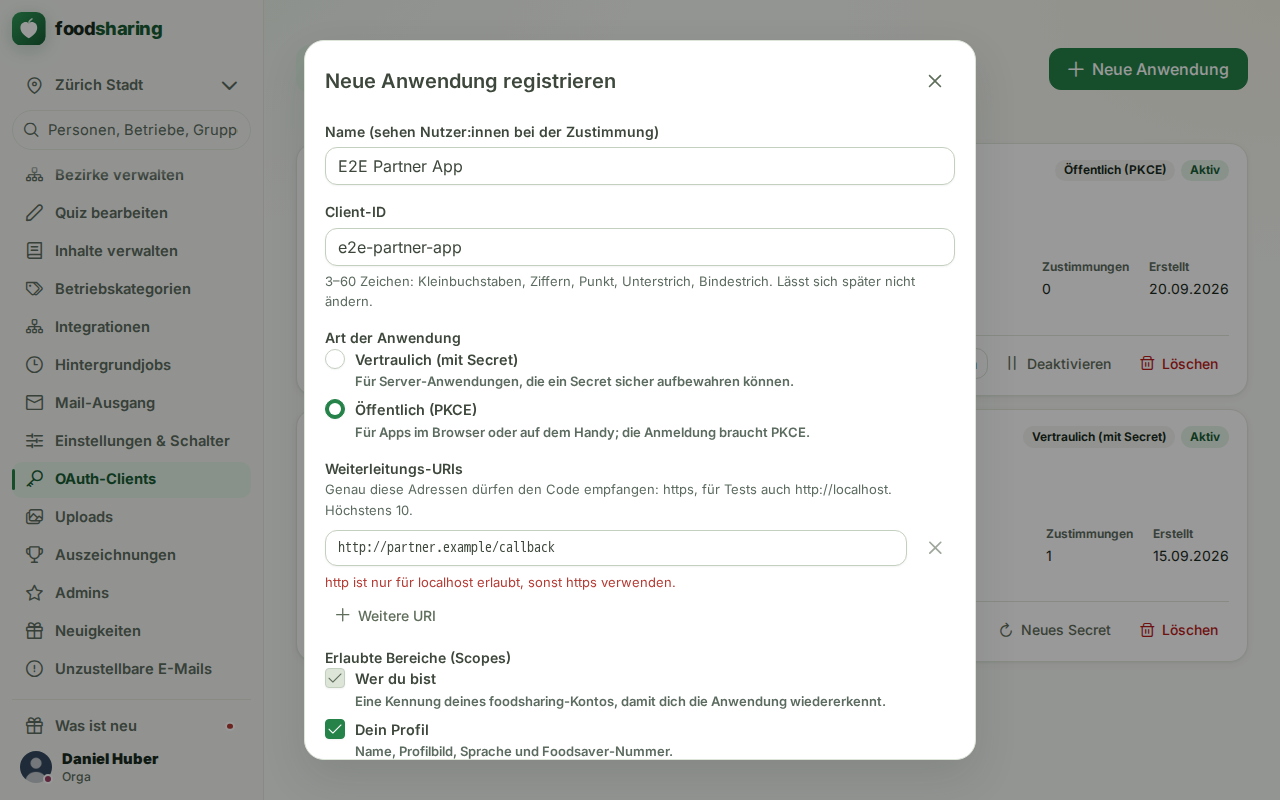 foodsharing
Zürich Stadt
Personen, Betriebe, Grupp
Bezirke verwalten
Quiz bearbeiten
Inhalte verwalten
Betriebskategorien
Integrationen
Hintergrundjobs
Mail-Ausgang
Einstellungen & Schalter
OAuth-Clients
Uploads
Auszeichnungen
Admins
Neuigkeiten
Unzustellbare E-Mails
Was ist neu
Daniel Huber
Orga
Neue Anwendung registrieren
Name (sehen Nutzer:innen bei der Zustimmung)
E2E Partner App
Client-ID
e2e-partner-app
3–60 Zeichen: Kleinbuchstaben, Ziffern, Punkt, Unterstrich, Bindestrich. Lässt sich später nicht
ändern.
Art der Anwendung
Vertraulich (mit Secret)
Für Server-Anwendungen, die ein Secret sicher aufbewahren können.
Öffentlich (PKCE)
Für Apps im Browser oder auf dem Handy; die Anmeldung braucht PKCE.
Weiterleitungs-URIs
Genau diese Adressen dürfen den Code empfangen: https, für Tests auch http://localhost.
Höchstens 10.
http://partner.example/callback
http ist nur für localhost erlaubt, sonst https verwenden.
Weitere URI
Erlaubte Bereiche (Scopes)
Wer du bist
Eine Kennung deines foodsharing-Kontos, damit dich die Anwendung wiedererkennt.
Dein Profil
Name, Profilbild, Sprache und Foodsaver-Nummer.
Neue Anwendung
Öffentlich (PKCE) Aktiv
Zustimmungen Erstellt
0 20.09.2026
Deaktivieren Löschen
Vertraulich (mit Secret) Aktiv
Zustimmungen Erstellt
1 15.09.2026
Neues Secret Löschen